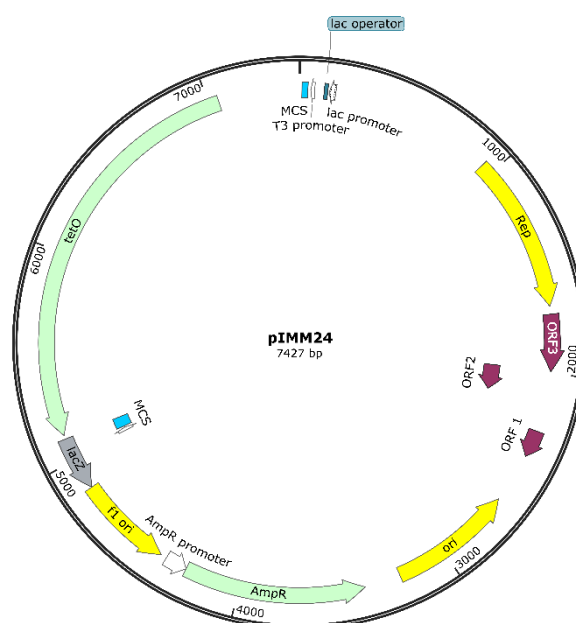 lac operator
7000
MCS
lac promoter
T3 promoter
1000
Rep
tetO
6000
pIMM24
7427 bp
ORF3
2000
ORF2
MCS
ORF 1
lacZ
5000
f1 ori
AmpR promoter
ori
3000
AmpR
4000